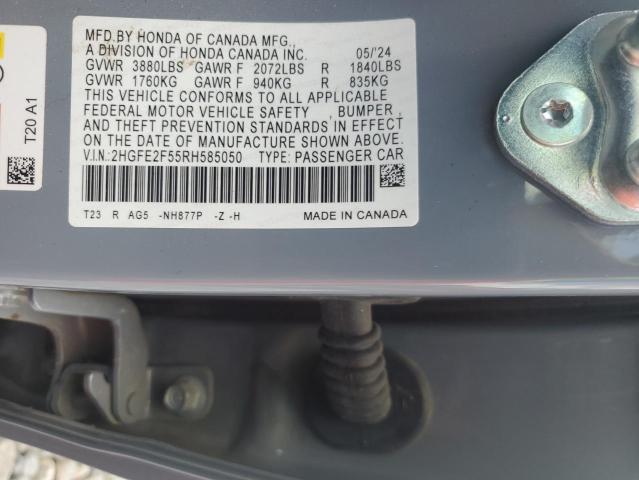 MFD.BY HONDA OF CANADA MFG.,
A DIVISION OF HONDA CANADA INC. 05/'24
GVWR 3880LBS GAWR F 2072LBS R 1840LBS
GVWR 1760KG GAWR F 940KG R 835KG
THIS VEHICLE CONFORMS TO ALL APPLICABLE
FEDERAL MOTOR VEHICLE SAFETY, BUMPER,
AND THEFT PREVENTION STANDARDS IN EFFECT
ON THE DATE OF MANUFACTURE SHOWN ABOVE.
V.I.N.:2HGFE2F55RH585050 TYPE: PASSENGER CAR
T23 R AG5 -NH877P -Z -H MADE IN CANADA
T20 A1